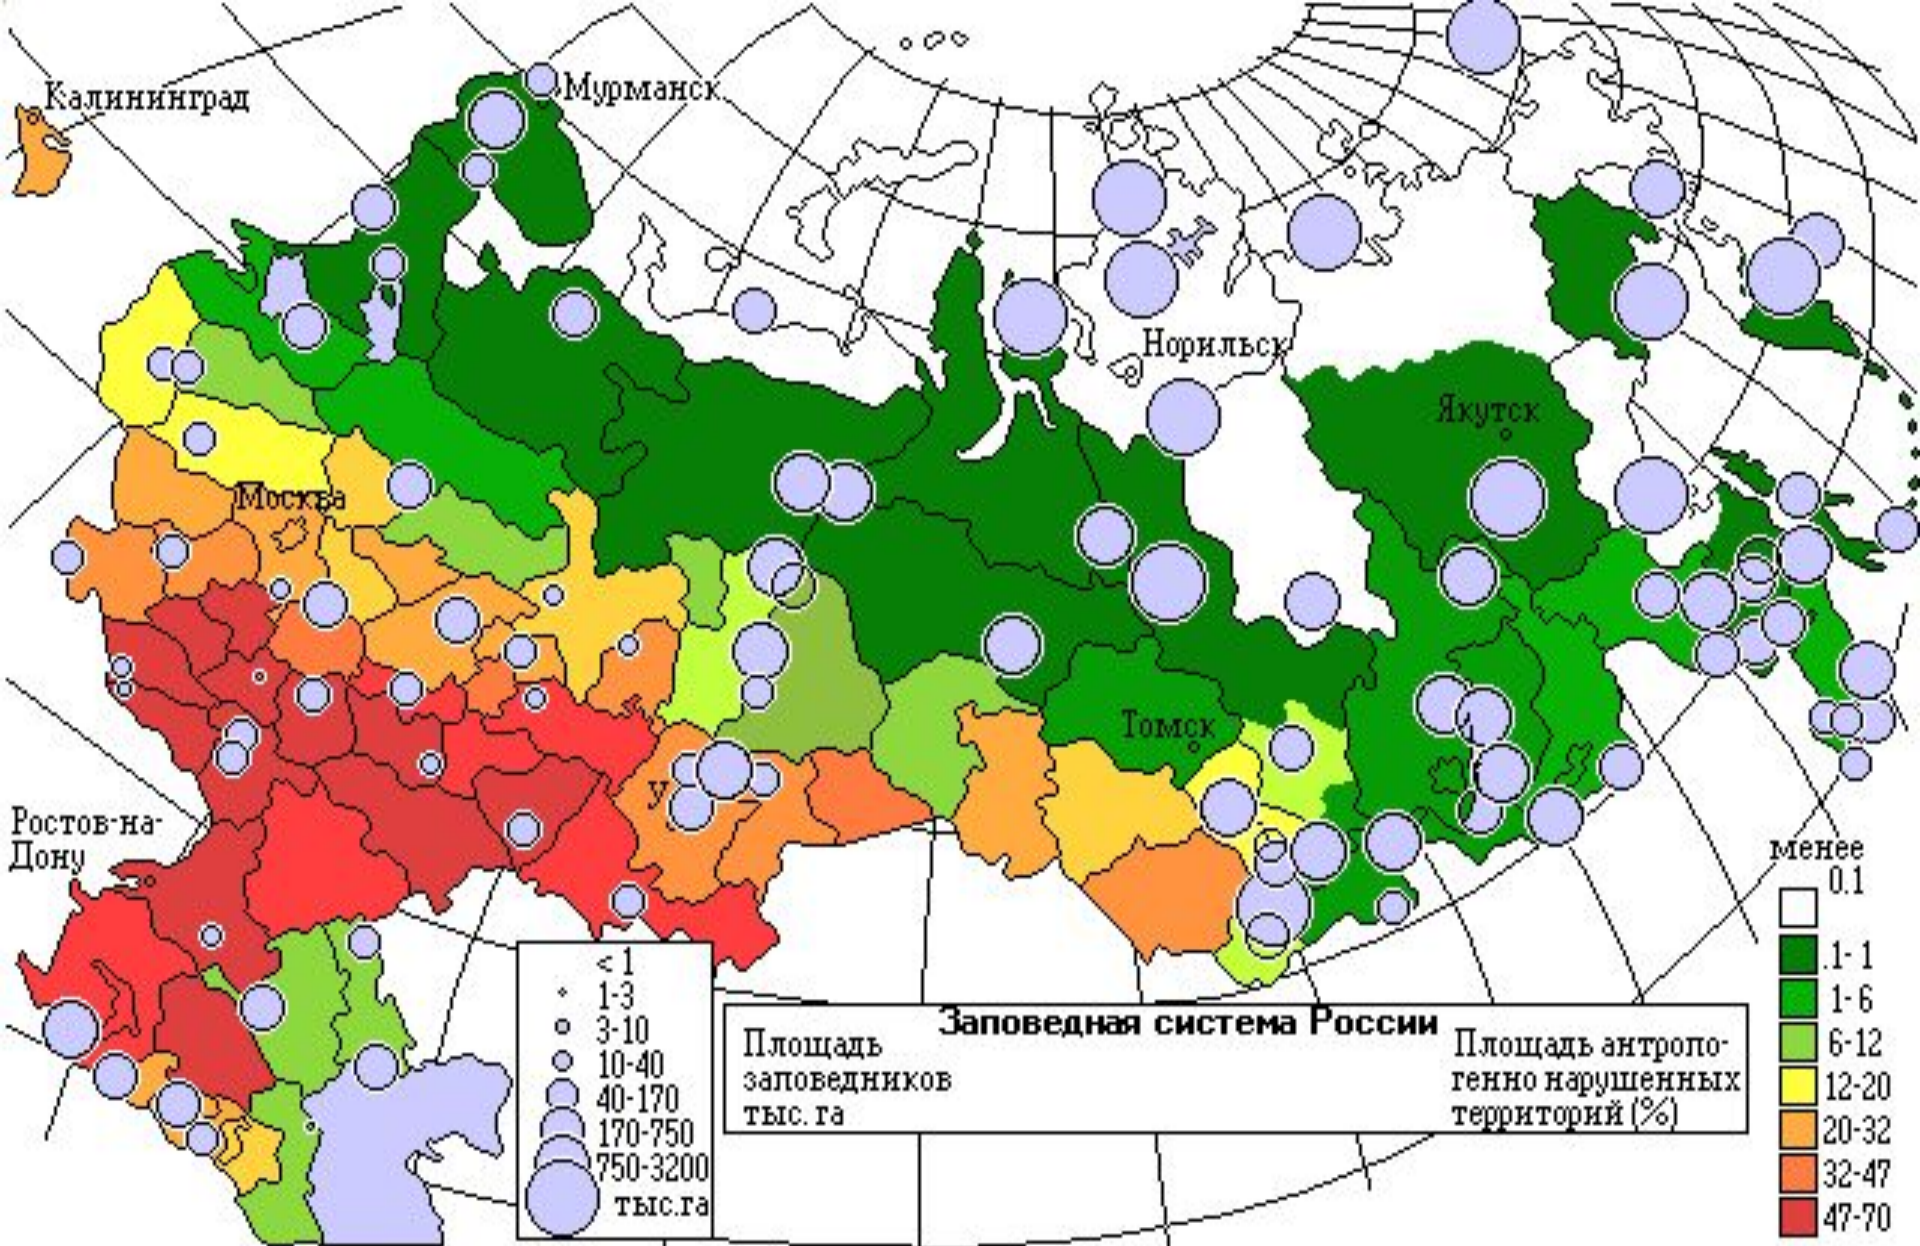 Калининград
Мурманск
Норильск
Якутск
Москва
Томск
У
Ростов-на-
Дону
менее
0.1
.1-1
1-6
6-12
12-20
20-32
32-47
47-70
< 1
1-3
3-10
10-40
40-170
170-750
750-3200
тыс.га
Заповедная система России
Площадь
заповедников
тыс. га
Площадь антропо-
генно нарушенных
территорий (%)